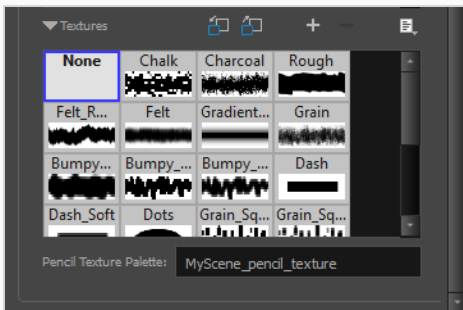 Textures
None Chalk Charcoal Rough
Felt_R... Felt Gradient... Grain
Bumpy... Bumpy_... Bumpy_... Dash
Dash_Soft Dots Grain_Sq... Grain_Sq...
Pencil Texture Palette: MyScene_pencil_texture